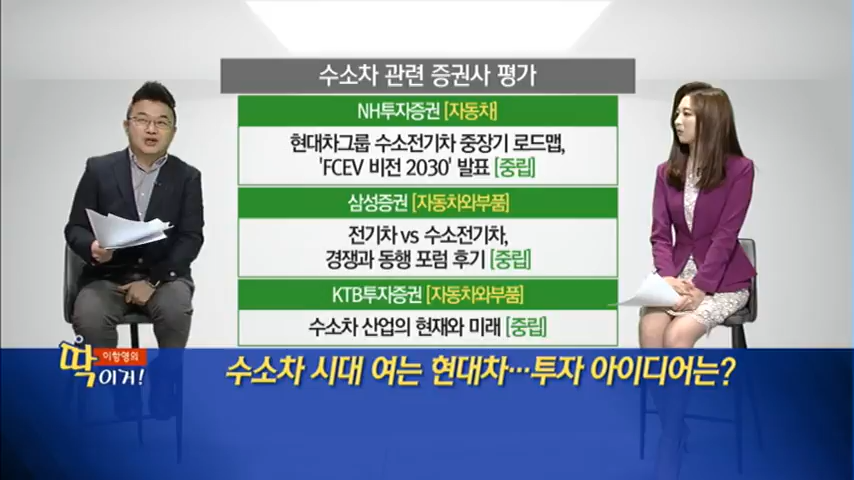 수소차 관련 증권사 평가
NH투자증권 [자동차]
현대차그룹 수소전기차 중장기 로드맵,
'FCEV 비전 2030' 발표 [중립]
삼성증권 [자동차와부품]
전기차 vs 수소전기차,
경쟁과 동행 포럼 후기 [중립]
KTB투자증권 [자동차와부품]
수소차 산업의 현재와 미래 [중립]
이항영의
딱
이거!
수소차 시대 여는 현대차…투자 아이디어는?